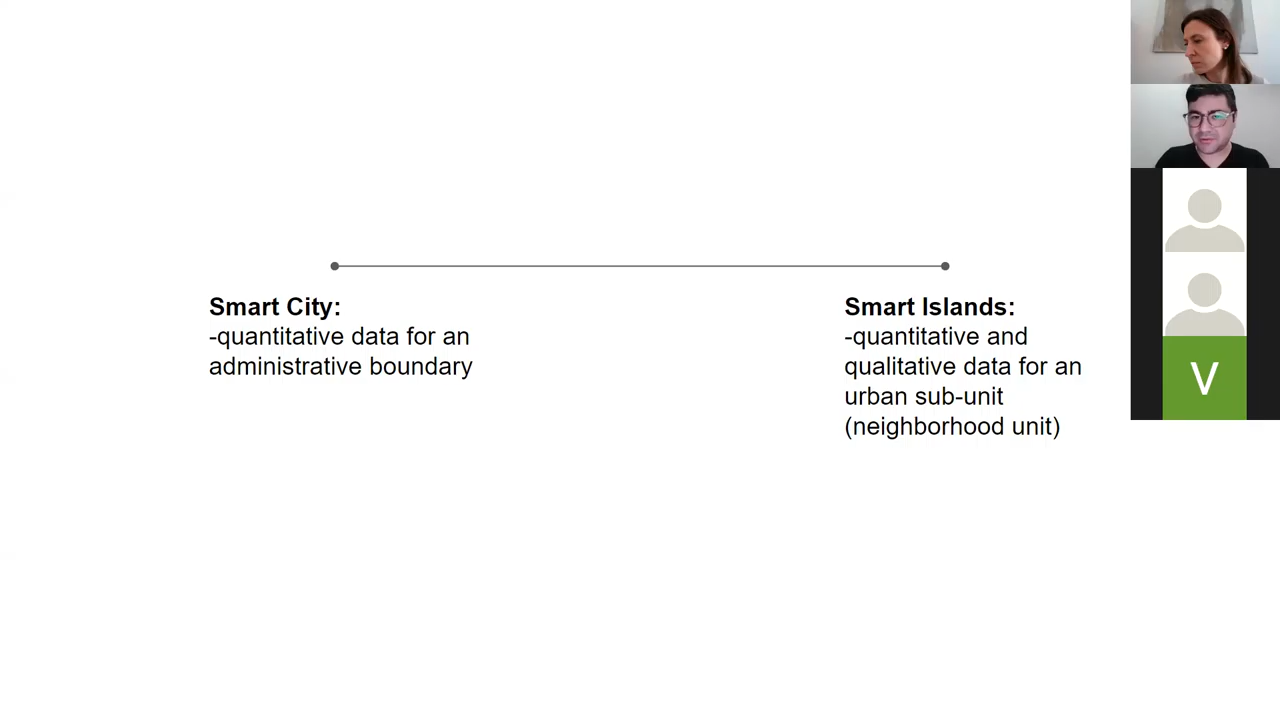 Smart City:
-quantitative data for an
administrative boundary
Smart Islands:
-quantitative and
qualitative data for an
urban sub-unit
(neighborhood unit)
V